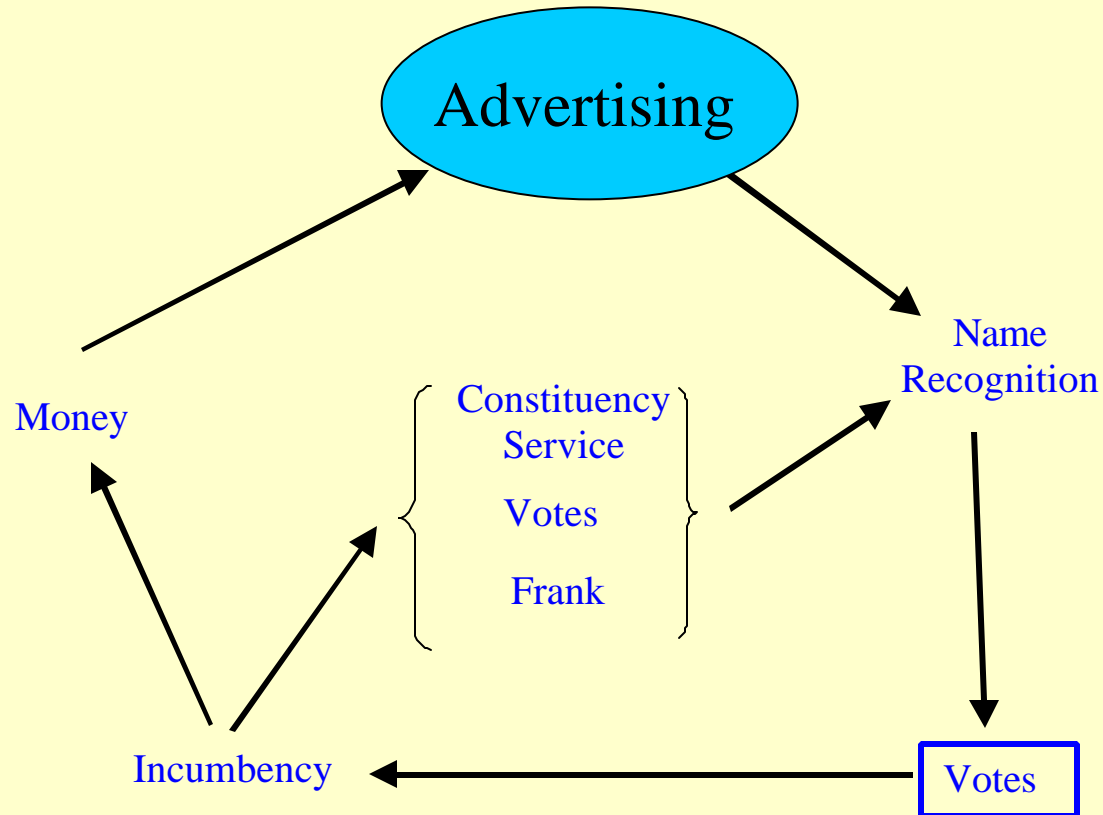 Advertising
Name
Recognition
Money
Constituency
Service
Votes
Frank
Incumbency
Votes